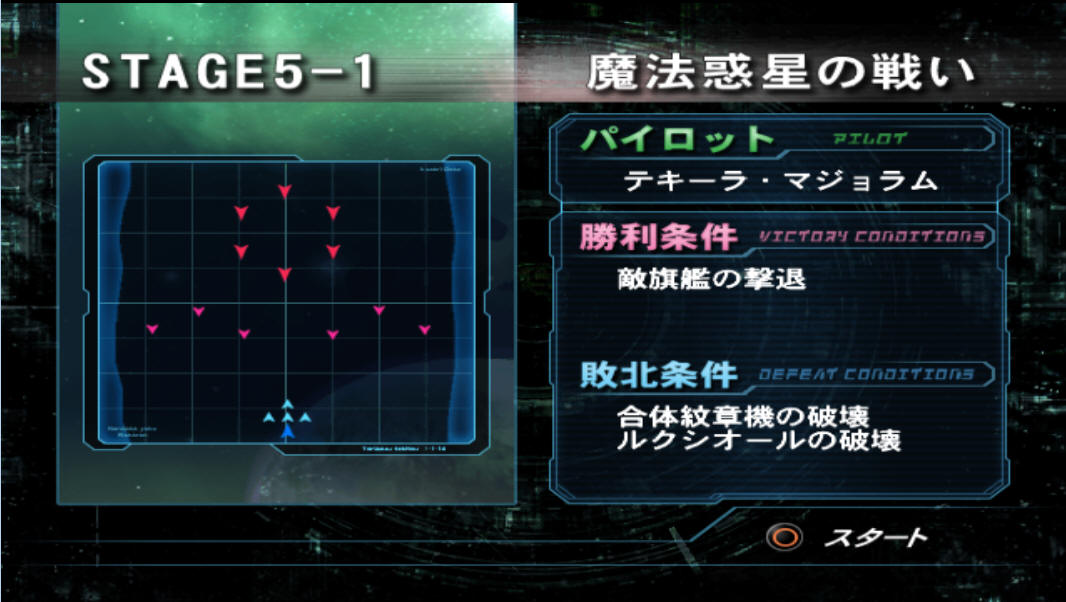 STAGE5-1
魔法惑星の戦い
パイロット PILOT
テキーラ・マジョラム
勝利条件 VICTORY CONDITIONS
敵旗艦の撃退
敗北条件 DEFEAT CONDITIONS
合体紋章機の破壊
ルクシオールの破壊
スタート